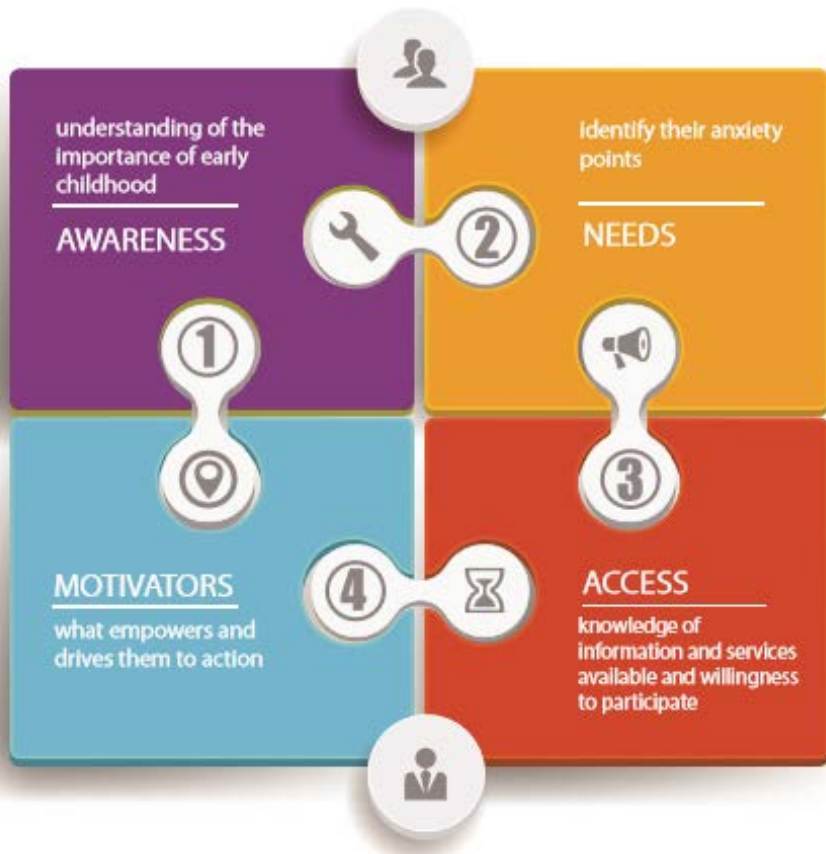 understanding of the
importance of early
childhood
AWARENESS
1
identify their anxiety
points
NEEDS
2
MOTIVATORS
what empowers and
drives them to action
4
ACCESS
knowledge of
information and services
available and willingness
to participate
3